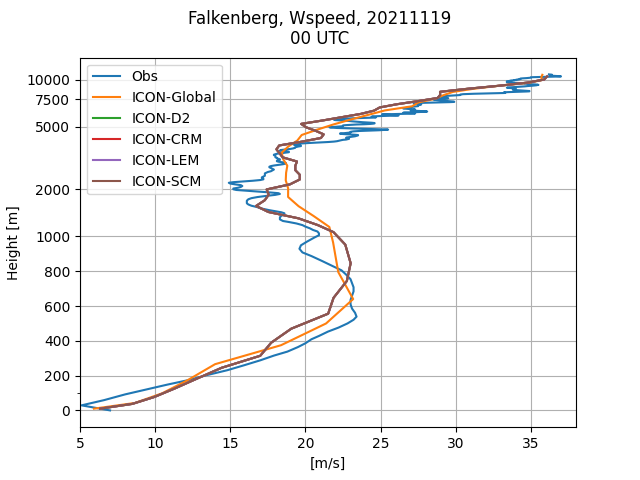 Falkenberg, Wspeed, 20211119
00 UTC
Obs
ICON-Global
ICON-D2
ICON-CRM
ICON-LEM
ICON-SCM
Height [m]
10000
7500
5000
2000
1000
800
600
400
200
0
5 10 15 20 25 30 35
[m/s]